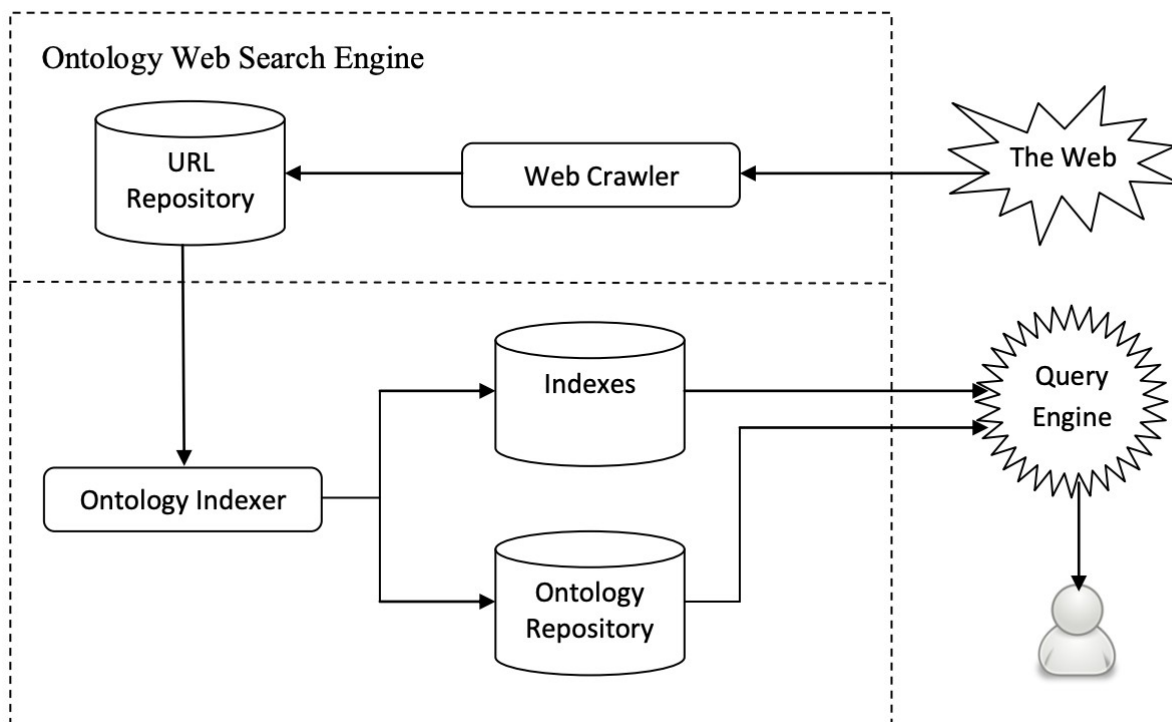 Ontology Web Search Engine
URL
Repository
Web Crawler
The Web
Indexes
Query
Engine
Ontology Indexer
Ontology
Repository